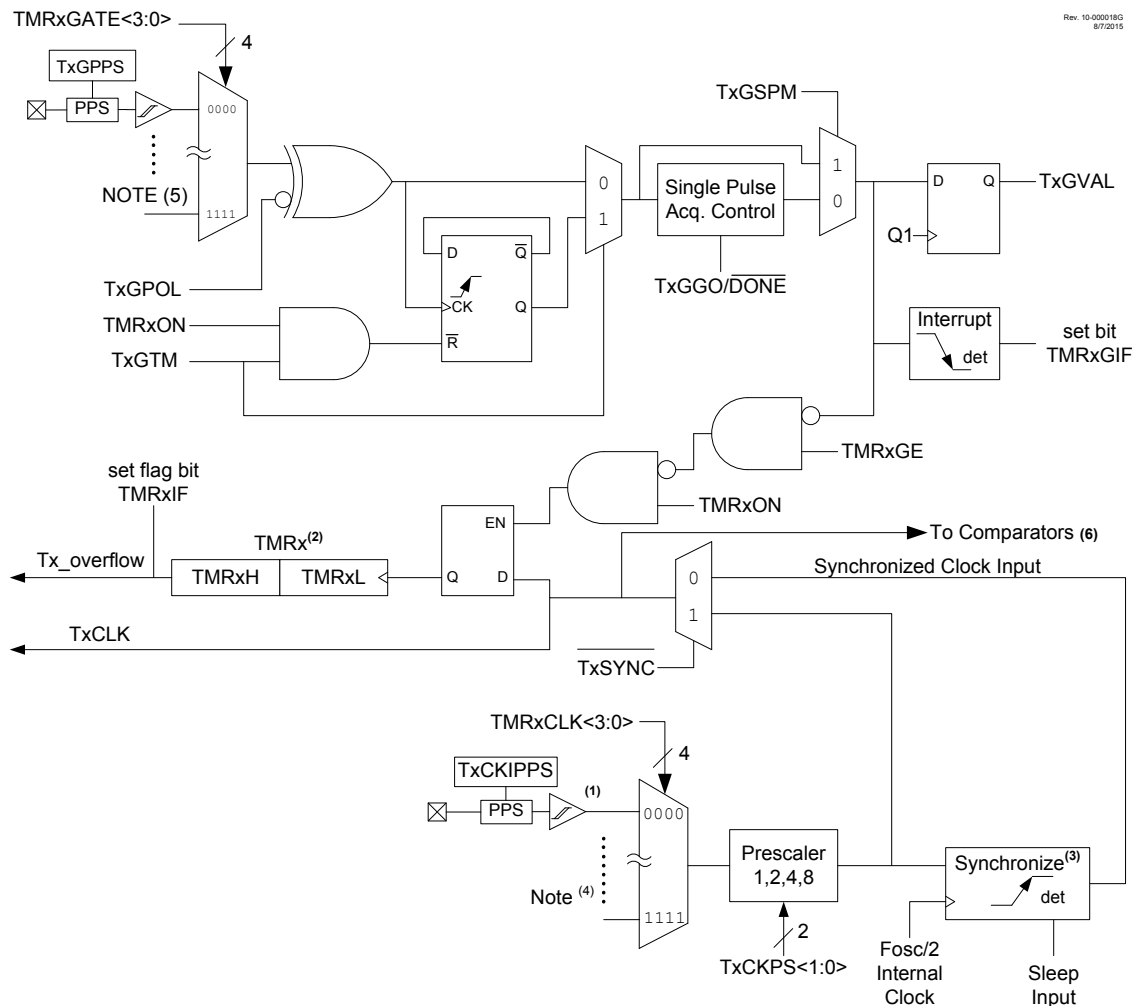 Rev. 10-000018G
8/7/2015
TMRxGATE<3:0>
4
TxGPPS
PPS
0000
NOTE (5)
1111
TxGPOL
TMRxON
TxGTM
D
Q
CK
Q
R
0
1
Single Pulse
Acq. Control
TxGGO/DONE
TxGSPM
1
0
D
Q
Q1
TxGVAL
Interrupt
det
set bit
TMRxGIF
TMRxGE
TMRxON
set flag bit
TMRxIF
Tx_overflow
TMRx(2)
TMRxH
TMRxL
EN
Q
D
TxCLK
To Comparators (6)
Synchronized Clock Input
0
1
TxSYNC
TMRxCLK<3:0>
4
TxCKIPPS
PPS
(1)
0000
Note (4)
1111
Prescaler
1,2,4,8
2
TxCKPS<1:0>
Synchronize(3)
det
Fosc/2
Internal
Clock
Sleep
Input